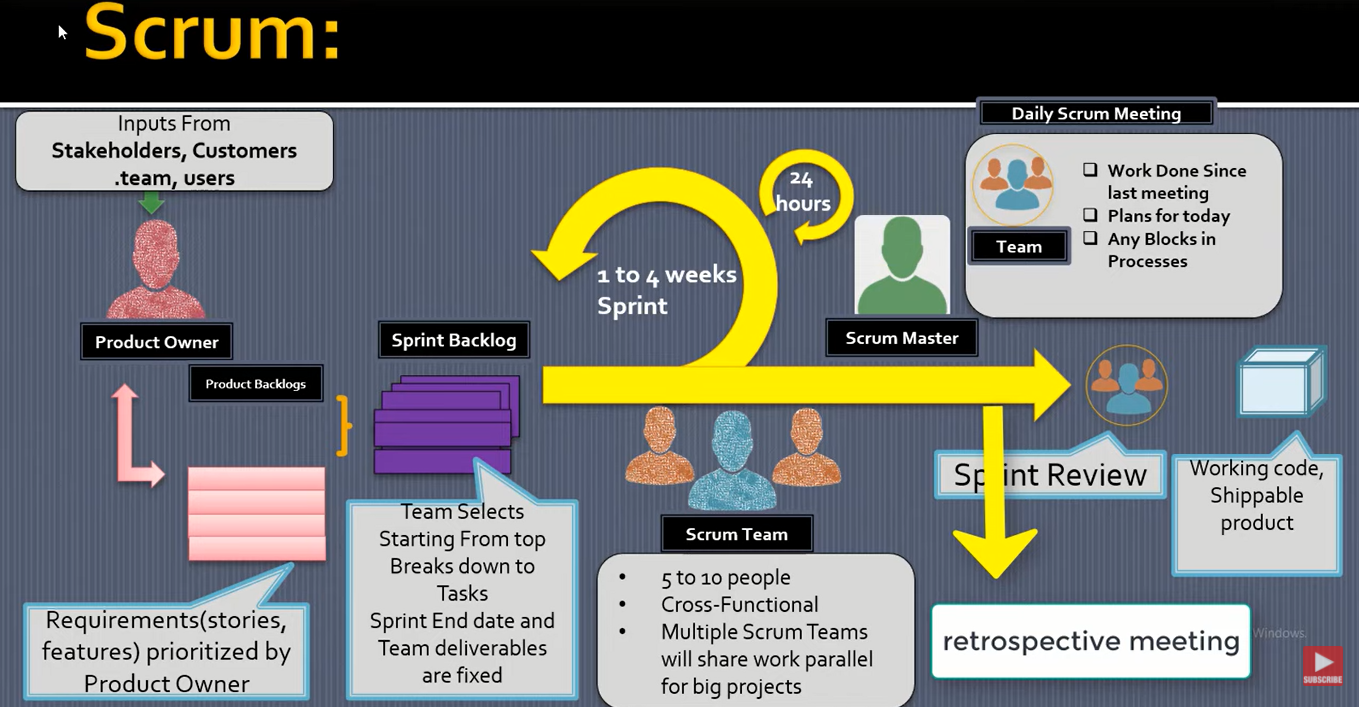 Scrum:
Inputs From
Stakeholders, Customers
.team, users
Product Owner
Product Backlogs
Requirements(stories,
features) prioritized by
Product Owner
Sprint Backlog
Team Selects
Starting From top
Breaks down to
Tasks
Sprint End date and
Team deliverables
are fixed
1 to 4 weeks
Sprint
24
hours
Scrum Master
Scrum Team
• 5 to 10 people
• Cross-Functional
• Multiple Scrum Teams
will share work parallel
for big projects
Daily Scrum Meeting
Team
❑ Work Done Since
last meeting
❑ Plans for today
❑ Any Blocks in
Processes
Sprint Review
Working code,
Shippable
product
retrospective meeting
Windows.
SUBSCRIBE